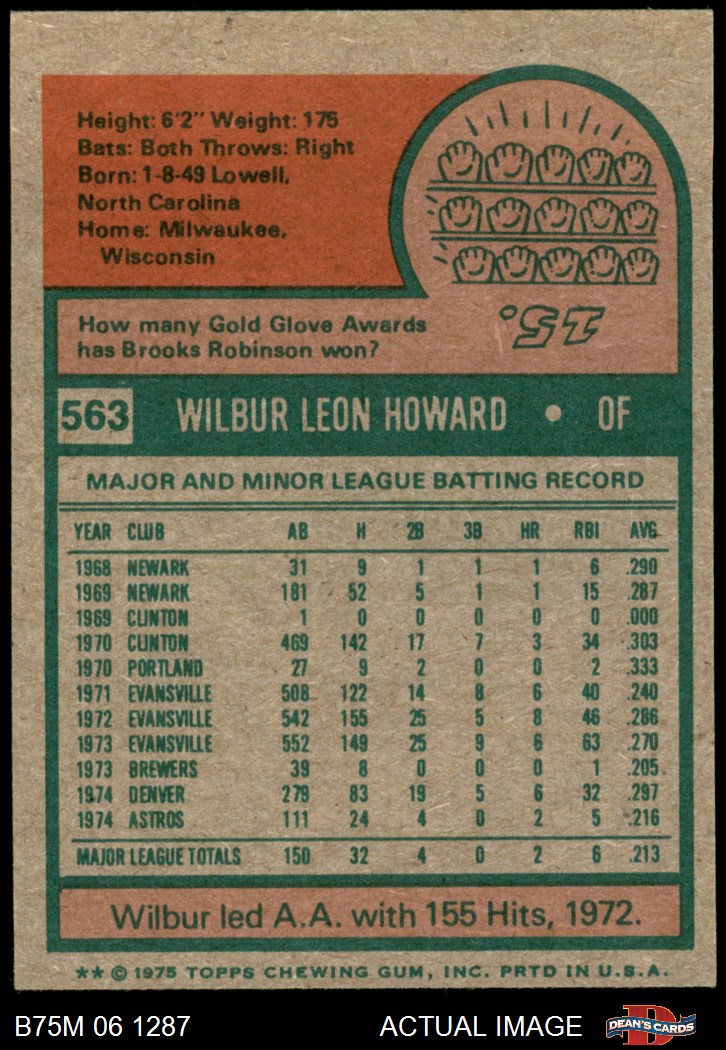 Height: 6'2" Weight: 175
Bats: Both Throws: Right
Born: 1-8-49 Lowell,
North Carolina
Home: Milwaukee,
Wisconsin
How many Gold Glove Awards
has Brooks Robinson won?
15.
563 WILBUR LEON HOWARD • OF
MAJOR AND MINOR LEAGUE BATTING RECORD
YEAR CLUB AB H 2B 3B HR RBI AVG.
1968 NEWARK 31 9 1 1 1 6 .290
1969 NEWARK 181 52 5 1 1 15 .287
1969 CLINTON 1 0 0 0 0 0 .000
1970 CLINTON 469 142 17 7 3 34 .303
1970 PORTLAND 27 9 2 0 0 2 .333
1971 EVANSVILLE 508 122 14 8 6 40 .240
1972 EVANSVILLE 542 155 25 5 8 46 .286
1973 EVANSVILLE 552 149 25 9 6 63 .270
1973 BREWERS 39 8 0 0 0 1 .205
1974 DENVER 279 83 19 5 6 32 .297
1974 ASTROS 111 24 4 0 2 5 .216
MAJOR LEAGUE TOTALS 150 32 4 0 2 6 .213
Wilbur led A.A. with 155 Hits, 1972.
** © 1975 TOPPS CHEWING GUM, INC. PRTD IN U.S.A.
B75M 06 1287 ACTUAL IMAGE D DEAN'S CARDS